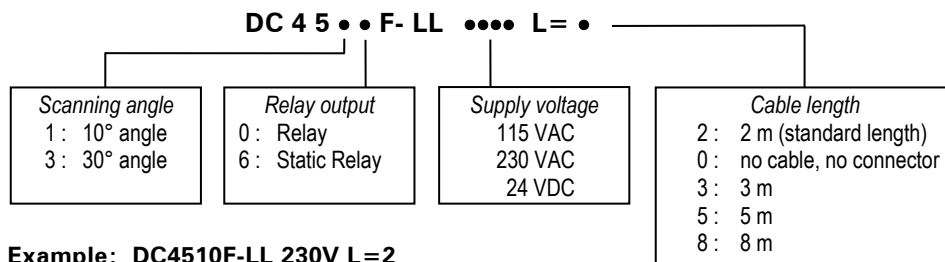 DC 4 5 • • F- LL •••• L= •
Scanning angle
1 : 10° angle
3 : 30° angle
Relay output
0 : Relay
6 : Static Relay
Supply voltage
115 VAC
230 VAC
24 VDC
Cable length
2 : 2 m (standard length)
0 : no cable, no connector
3 : 3 m
5 : 5 m
8 : 8 m
Example: DC4510F-LL 230V L=2